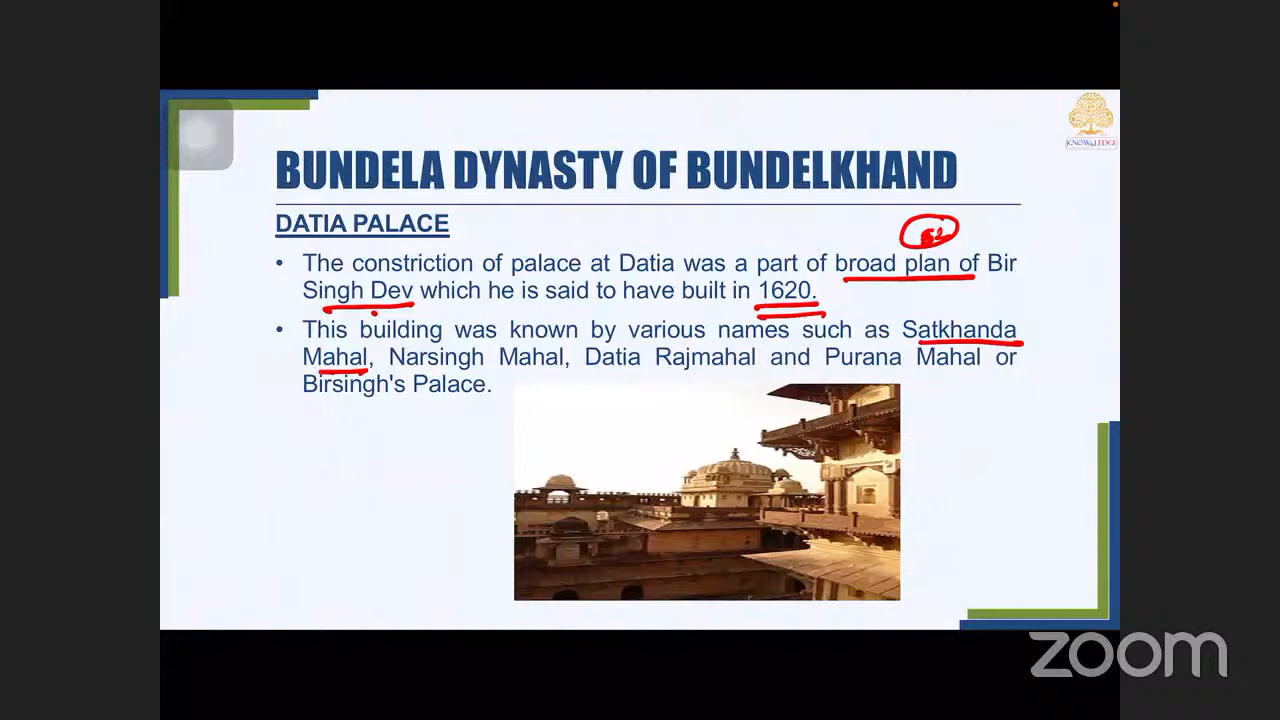 KNOWLEDGE
BUNDELA DYNASTY OF BUNDELKHAND
DATIA PALACE
52
• The constriction of palace at Datia was a part of broad plan of Bir
Singh Dev which he is said to have built in 1620.
• This building was known by various names such as Satkhanda
Mahal, Narsingh Mahal, Datia Rajmahal and Purana Mahal or
Birsingh's Palace.
zoom